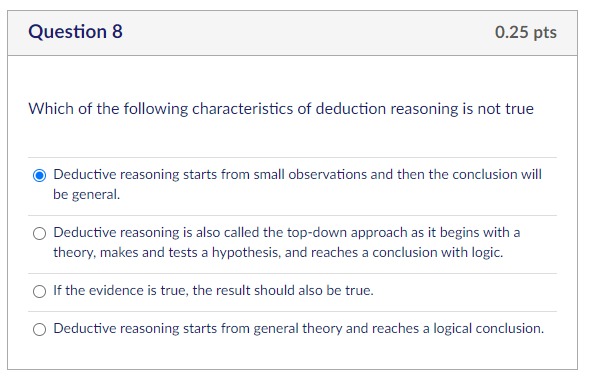 Question 8
0.25 pts
Which of the following characteristics of deduction reasoning is not true
Deductive reasoning starts from small observations and then the conclusion will
be general.
Deductive reasoning is also called the top-down approach as it begins with a
theory, makes and tests a hypothesis, and reaches a conclusion with logic.
If the evidence is true, the result should also be true.
Deductive reasoning starts from general theory and reaches a logical conclusion.